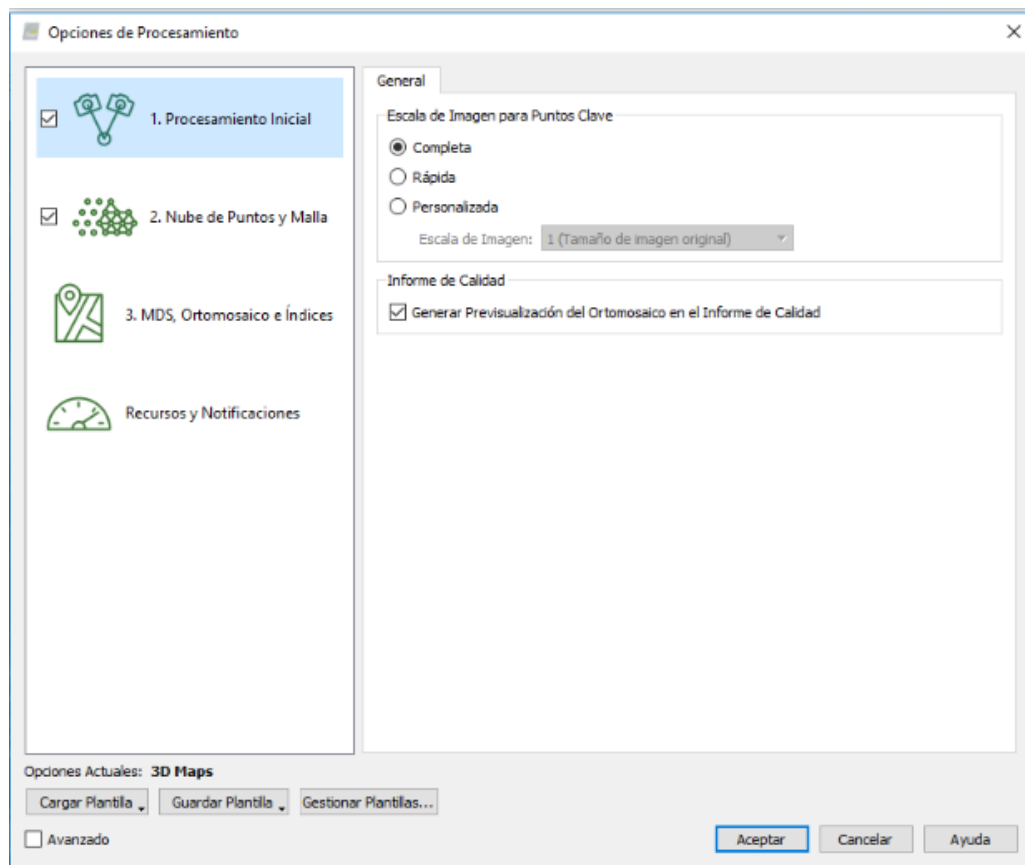 Opciones de Procesamiento
1. Procesamiento Inicial
2. Nube de Puntos y Malla
3. MDS, Ortomosaico e Índices
Recursos y Notificaciones
General
Escala de Imagen para Puntos Clave
Completa
Rápida
Personalizada
Escala de Imagen: 1 (Tamaño de imagen original)
Informe de Calidad
Generar Previsualización del Ortomosaico en el Informe de Calidad
Opciones Actuales: 3D Maps
Cargar Plantilla Guardar Plantilla Gestionar Plantillas...
Avanzado Aceptar Cancelar Ayuda